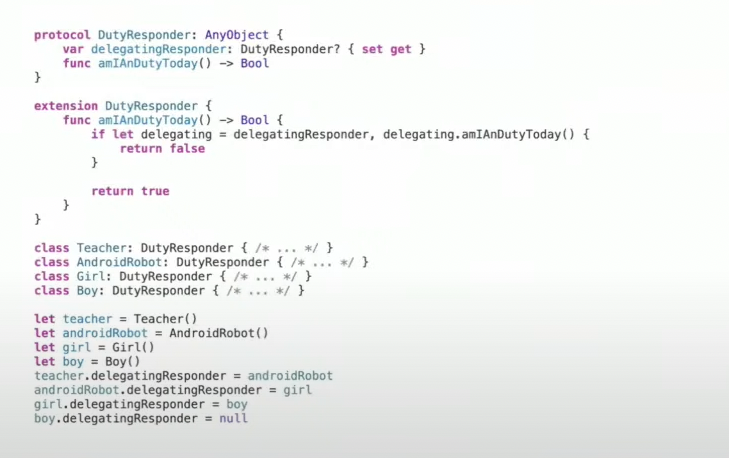 protocol DutyResponder: AnyObject {
    var delegatingResponder: DutyResponder? { set get }
    func amIAnDutyToday() -> Bool
}

extension DutyResponder {
    func amIAnDutyToday() -> Bool {
        if let delegating = delegatingResponder, delegating.amIAnDutyToday() {
            return false
        }

        return true
    }
}

class Teacher: DutyResponder { /* ... */ }
class AndroidRobot: DutyResponder { /* ... */ }
class Girl: DutyResponder { /* ... */ }
class Boy: DutyResponder { /* ... */ }

let teacher = Teacher()
let androidRobot = AndroidRobot()
let girl = Girl()
let boy = Boy()
teacher.delegatingResponder = androidRobot
androidRobot.delegatingResponder = girl
girl.delegatingResponder = boy
boy.delegatingResponder = null